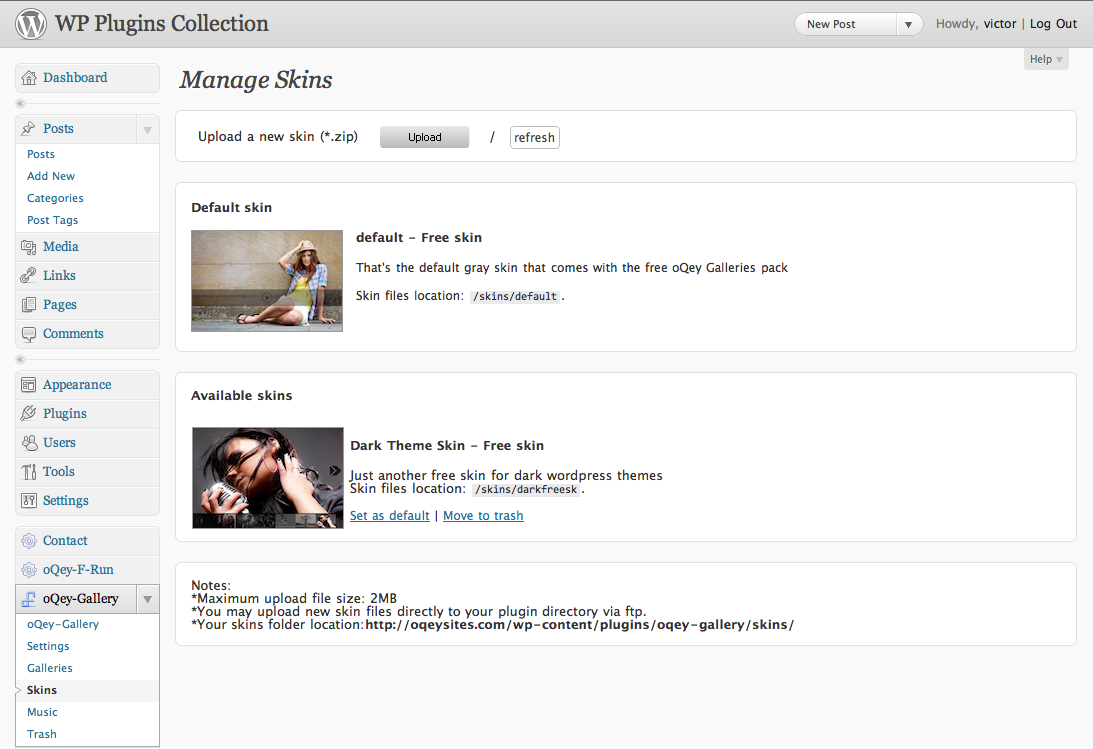 WP Plugins Collection
New Post
Howdy, victor | Log Out
Help
Dashboard
Posts
Posts
Add New
Categories
Post Tags
Media
Links
Pages
Comments
Appearance
Plugins
Users
Tools
Settings
Contact
oQey-F-Run
oQey-Gallery
oQey-Gallery
Settings
Galleries
Skins
Music
Trash
Manage Skins
Upload a new skin (*.zip) Upload / refresh
Default skin
default - Free skin
That's the default gray skin that comes with the free oQey Galleries pack
Skin files location: /skins/default.
Available skins
Dark Theme Skin - Free skin
Just another free skin for dark wordpress themes
Skin files location: /skins/darkfreesk.
Set as default | Move to trash
Notes:
*Maximum upload file size: 2MB
*You may upload new skin files directly to your plugin directory via ftp.
*Your skins folder location:http://oqeysites.com/wp-content/plugins/oqey-gallery/skins/